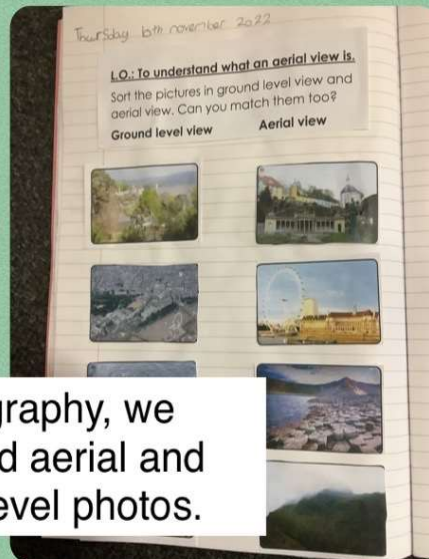 Thursday 10th november 2022
L.O.: To understand what an aerial view is.
Sort the pictures in ground level view and
aerial view. Can you match them too?
Ground level view Aerial view
graphy, we
d aerial and
evel photos.